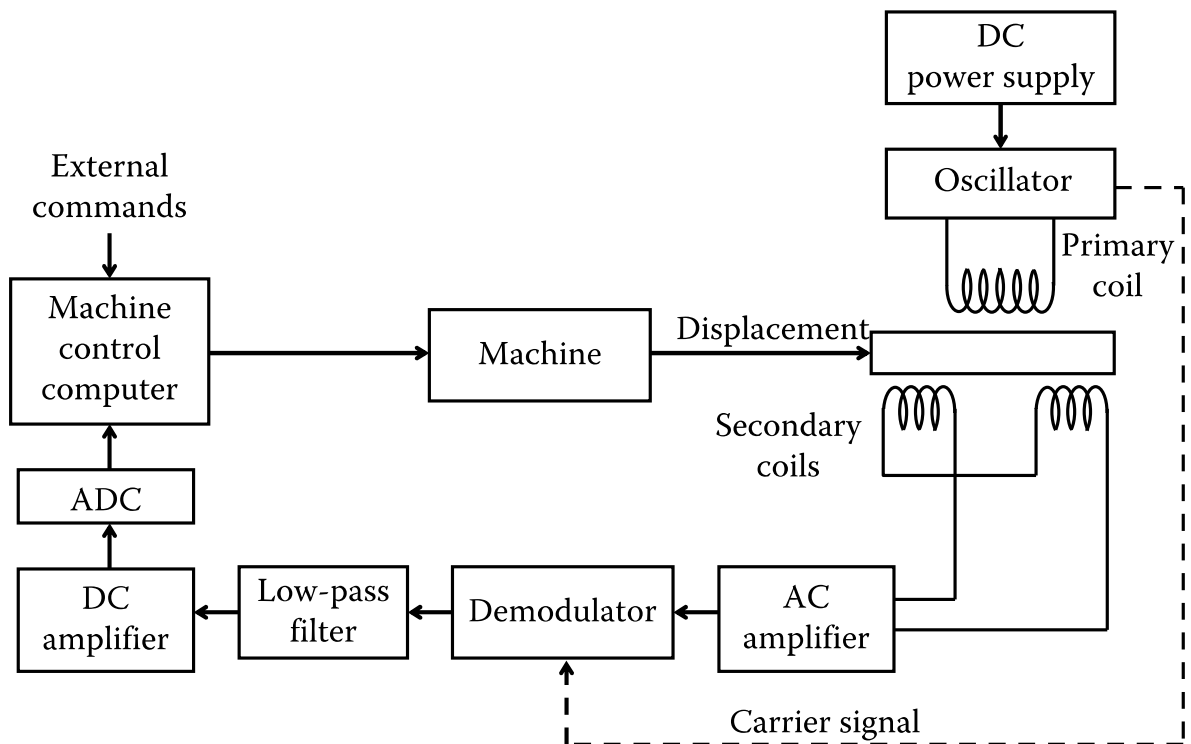 DC
power supply
Oscillator
External
commands
Primary
coil
Machine
control
computer
Machine
Displacement
Secondary
coils
ADC
DC
amplifier
Low-pass
filter
Demodulator
AC
amplifier
Carrier signal